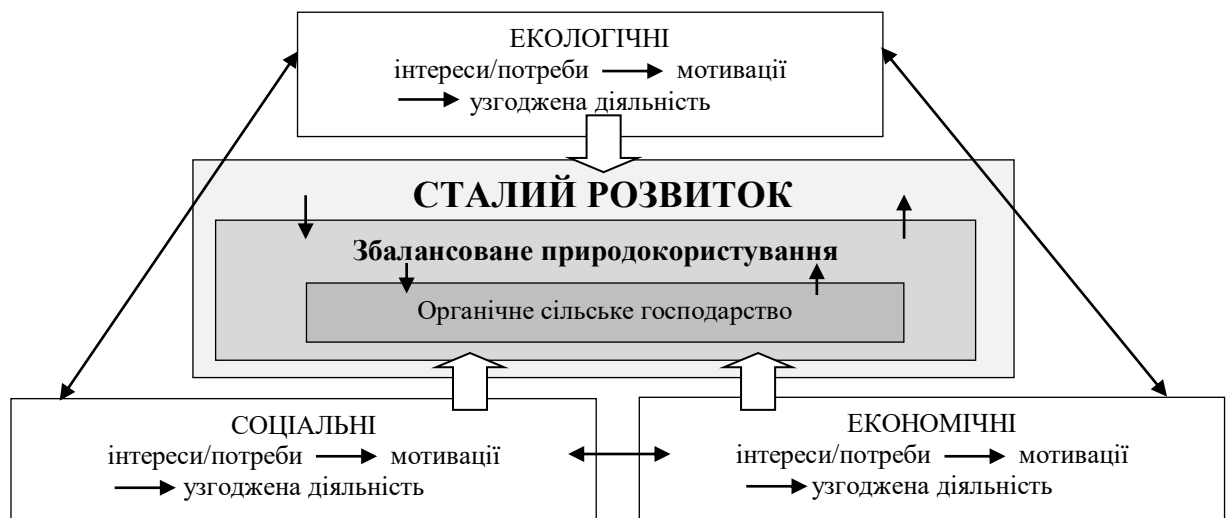 ЕКОЛОГІЧНІ
інтереси/потреби мотивації
узгоджена діяльність
СТАЛИЙ РОЗВИТОК
Збалансоване природокористування
Органічне сільське господарство
СОЦІАЛЬНІ
інтереси/потреби мотивації
узгоджена діяльність
ЕКОНОМІЧНІ
інтереси/потреби мотивації
узгоджена діяльність